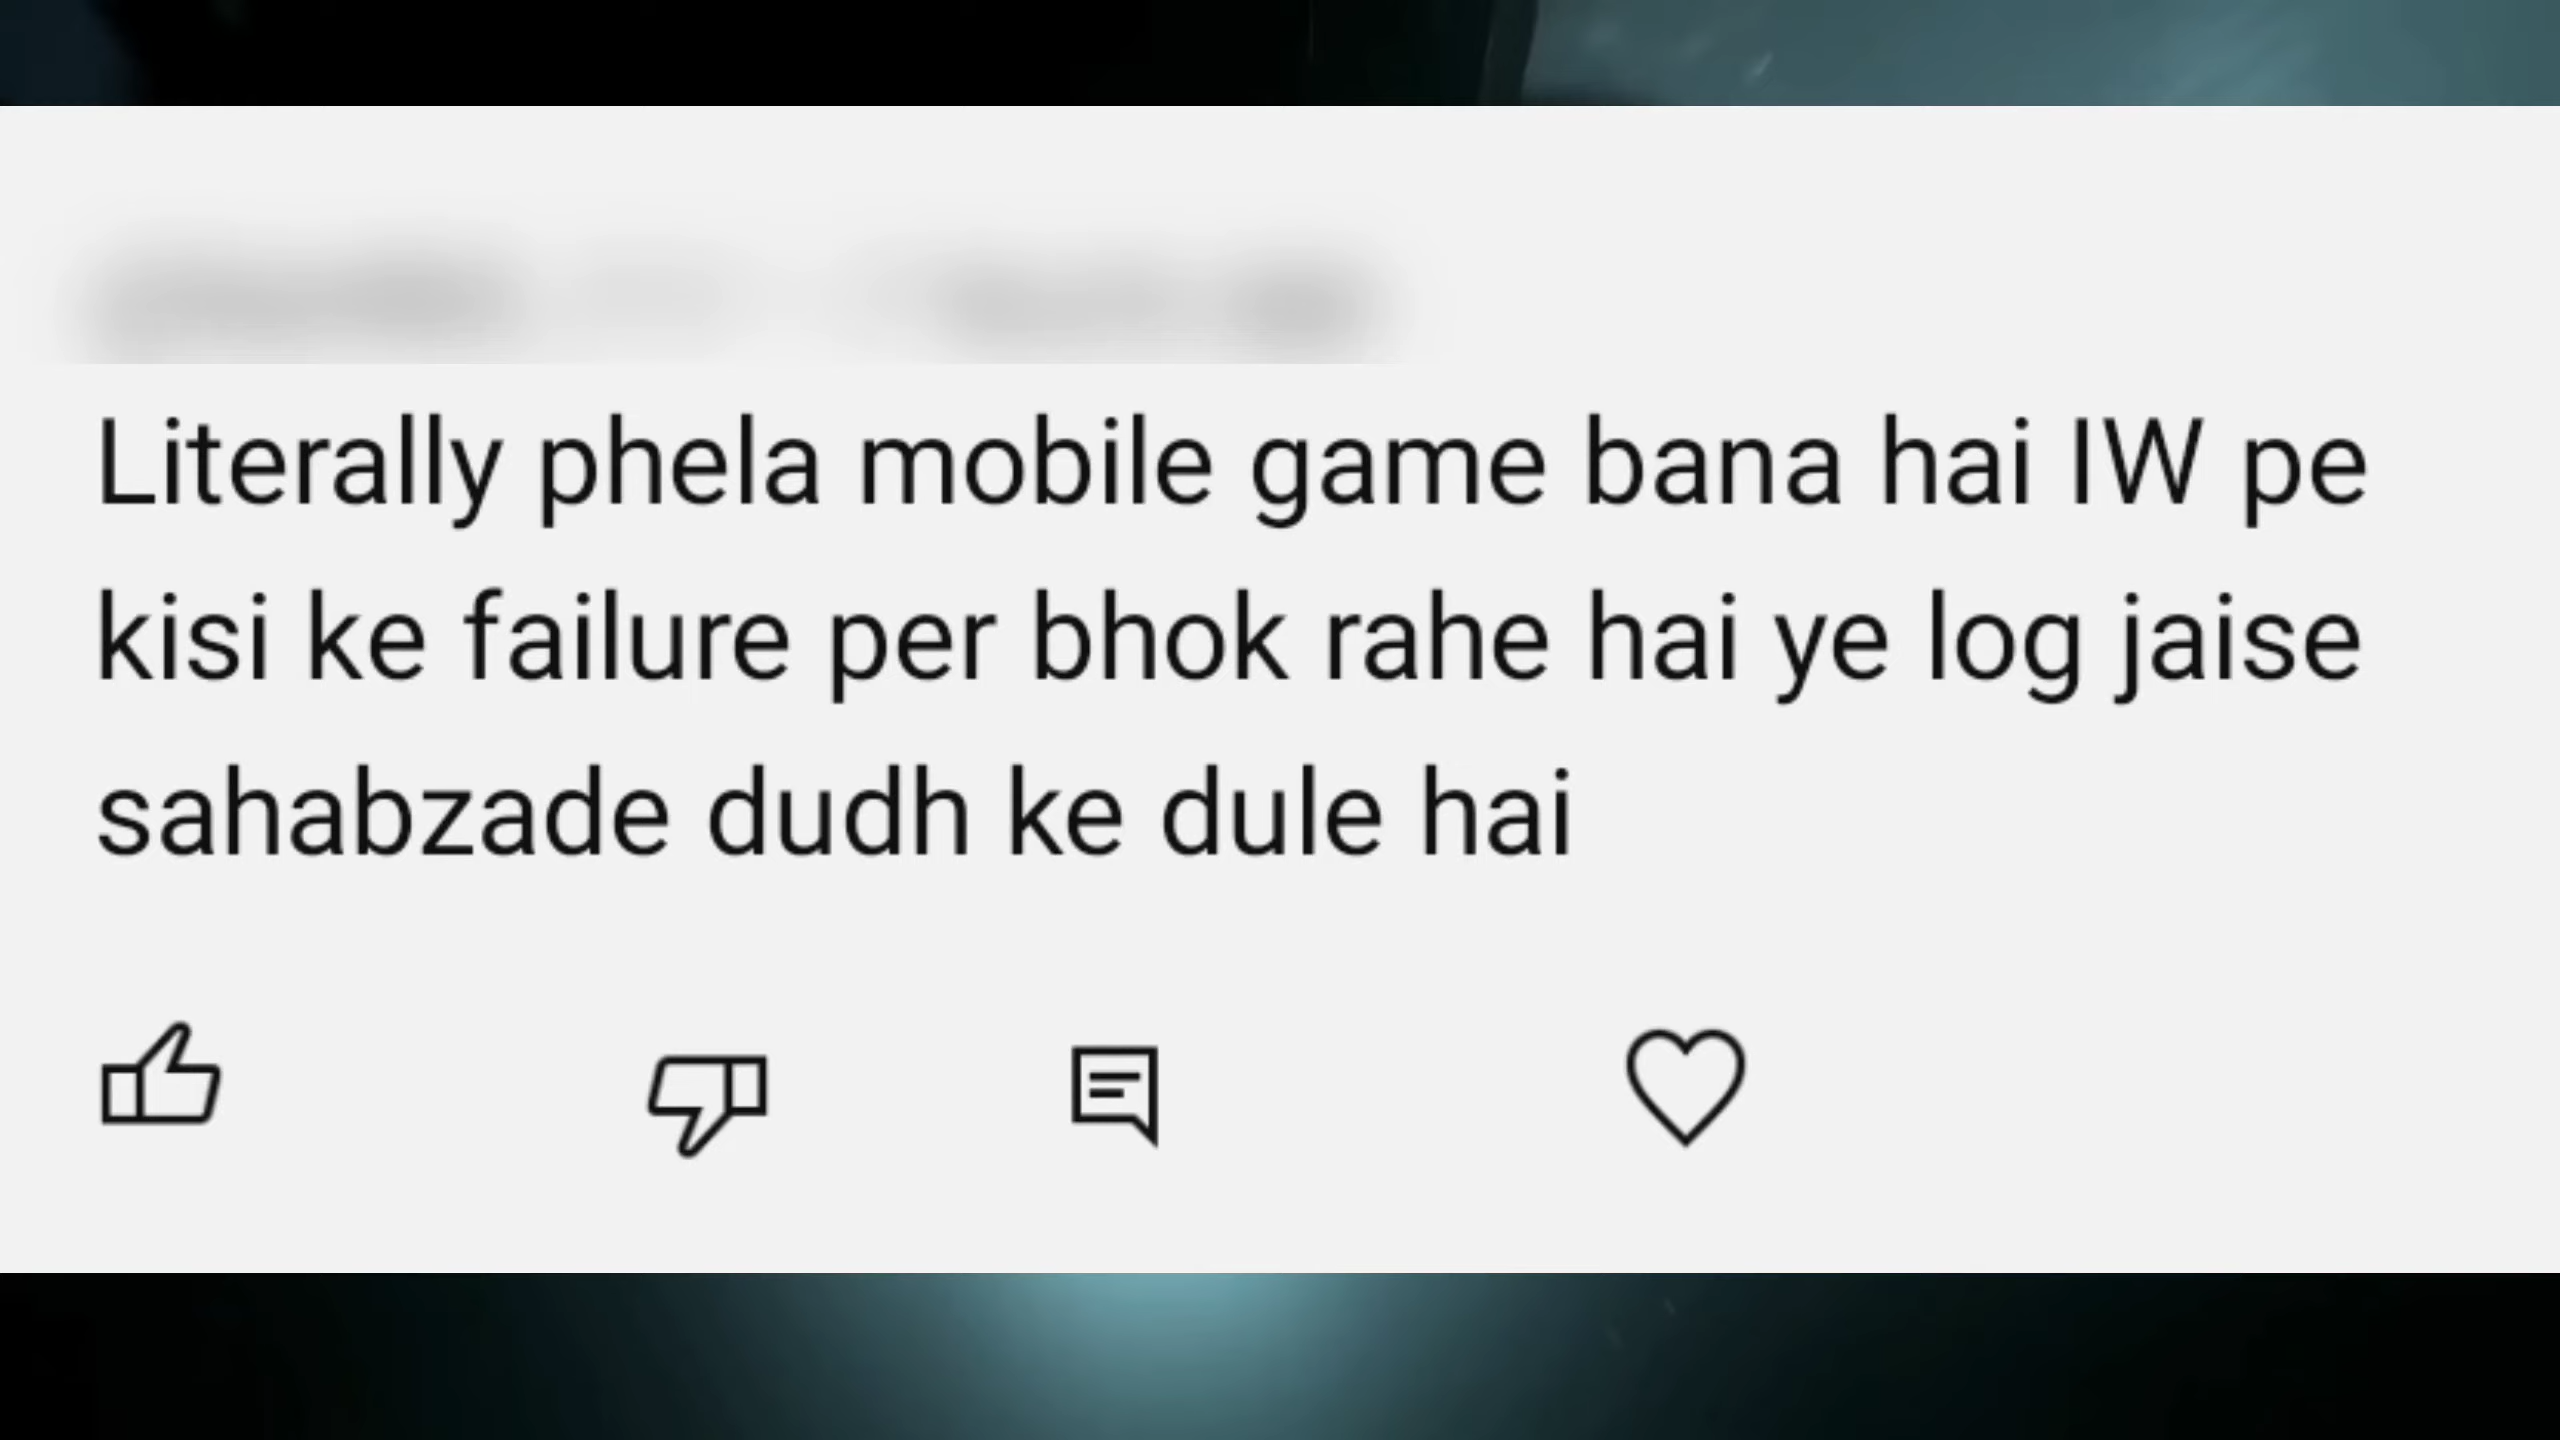 Literally phela mobile game bana hai IW pe
kisi ke failure per bhok rahe hai ye log jaise
sahabzade dudh ke dule hai